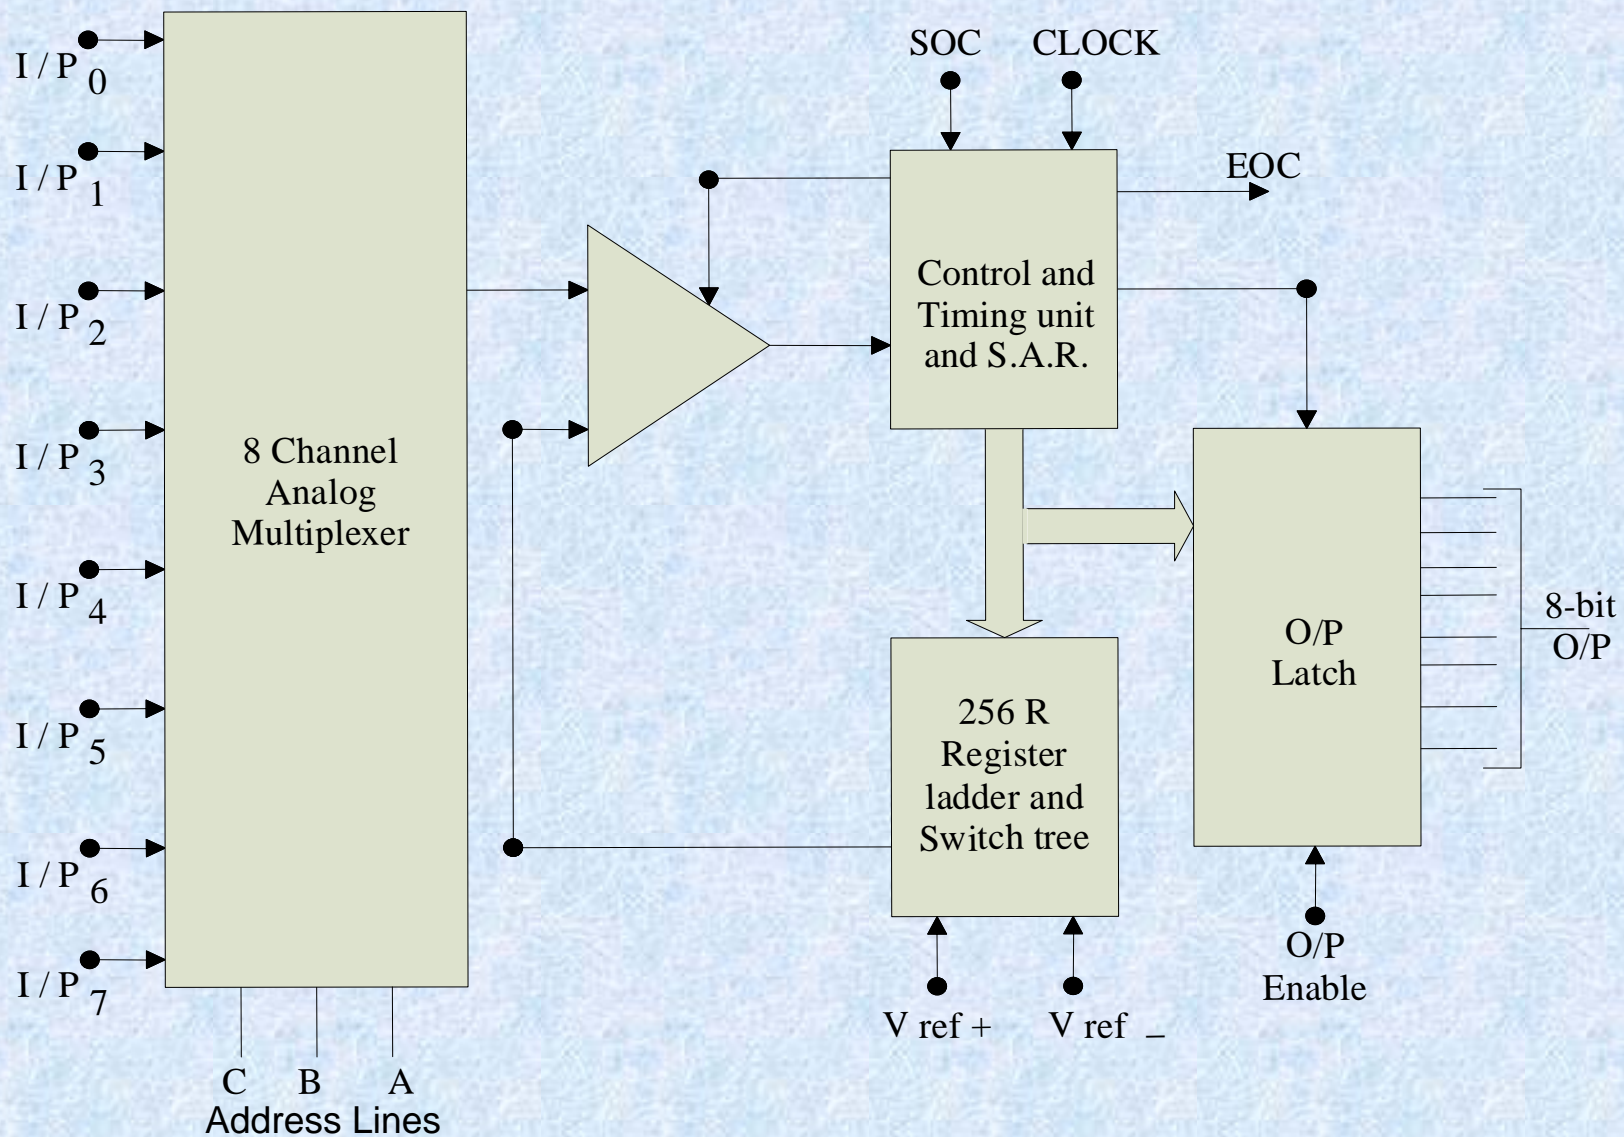 SOC
CLOCK
I / P 0
I / P 1
EOC
I / P 2
Control and
Timing unit
and S.A.R.
I / P 3
8 Channel
Analog
Multiplexer
I / P 4
O/P
Latch
8-bit
O/P
I / P 5
256 R
Register
ladder and
Switch tree
I / P 6
I / P 7
O/P
Enable
V ref +
V ref _
C B A
Address Lines